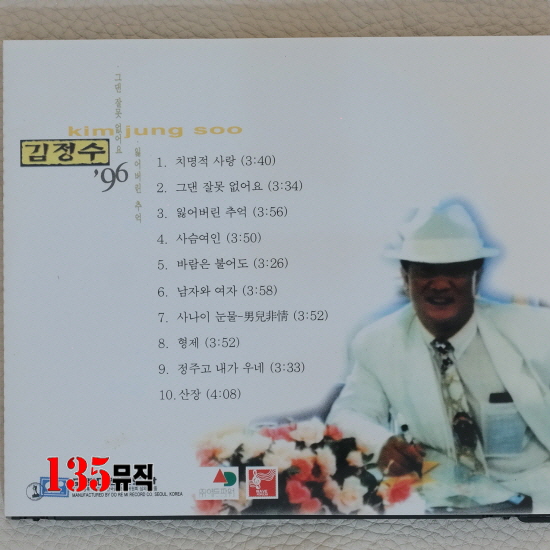 그댄 잘못 없어요
잃어버린 추억
kim jung soo
김정수
'96
1. 치명적 사랑 (3:40)
2. 그댄 잘못 없어요 (3:34)
3. 잃어버린 추억 (3:56)
4. 사슴여인 (3:50)
5. 바람은 불어도 (3:26)
6. 남자와 여자 (3:58)
7. 사나이 눈물-男兒非情 (3:52)
8. 형제 (3:52)
9. 정주고 내가 우네 (3:33)
10. 산장 (4:08)
135뮤직
MANUFACTURED BY DO RE MI RECORD CO. SEOUL, KOREA